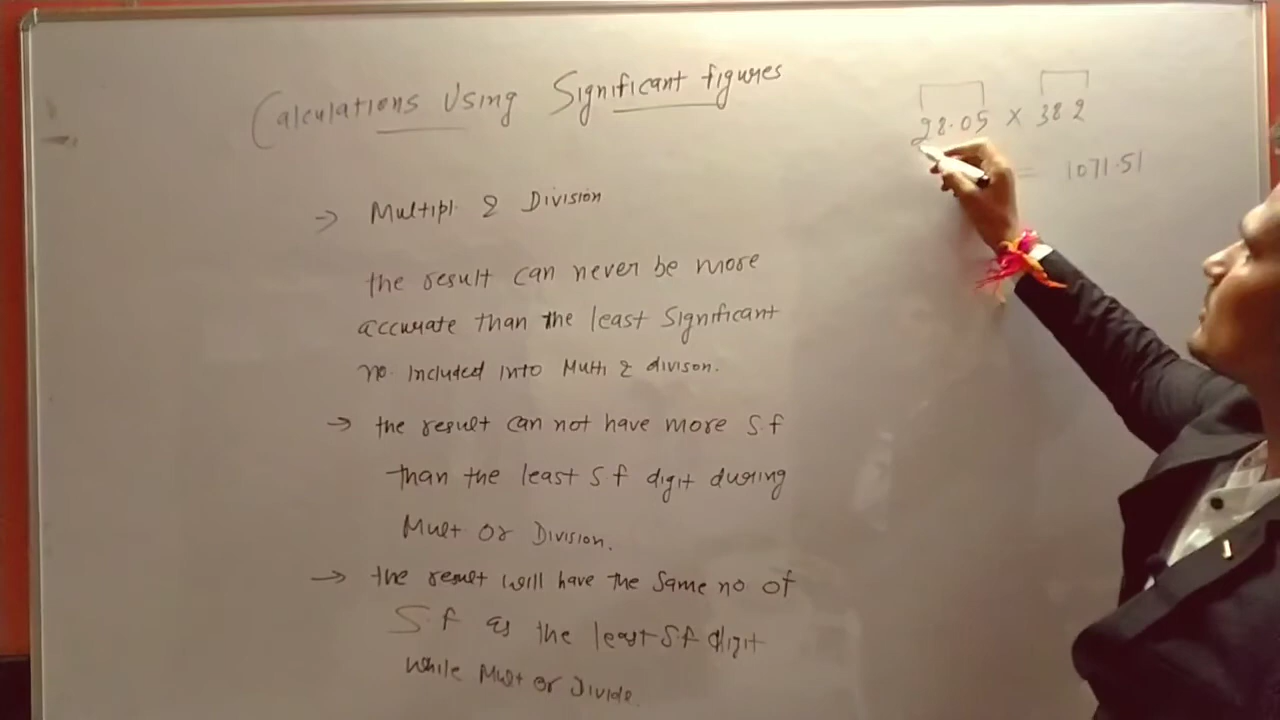 Calculations Using Significant figures
28.05 × 382
= 1071.51
→ Multipl. & Division
the result can never be more
accurate than the least Significant
no. included into Multi & divison.
→ the result can not have more S.f
than the least S.f digit during
Mult or Division.
→ the result will have the same no of
S.f as the least S.f digit
while Mult or Divide.